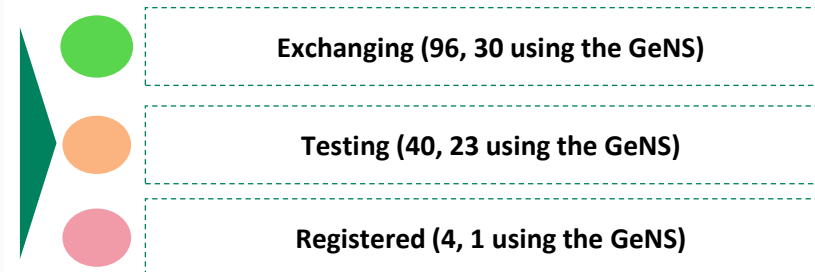 Exchanging (96, 30 using the GeNS)
Testing (40, 23 using the GeNS)
Registered (4, 1 using the GeNS)